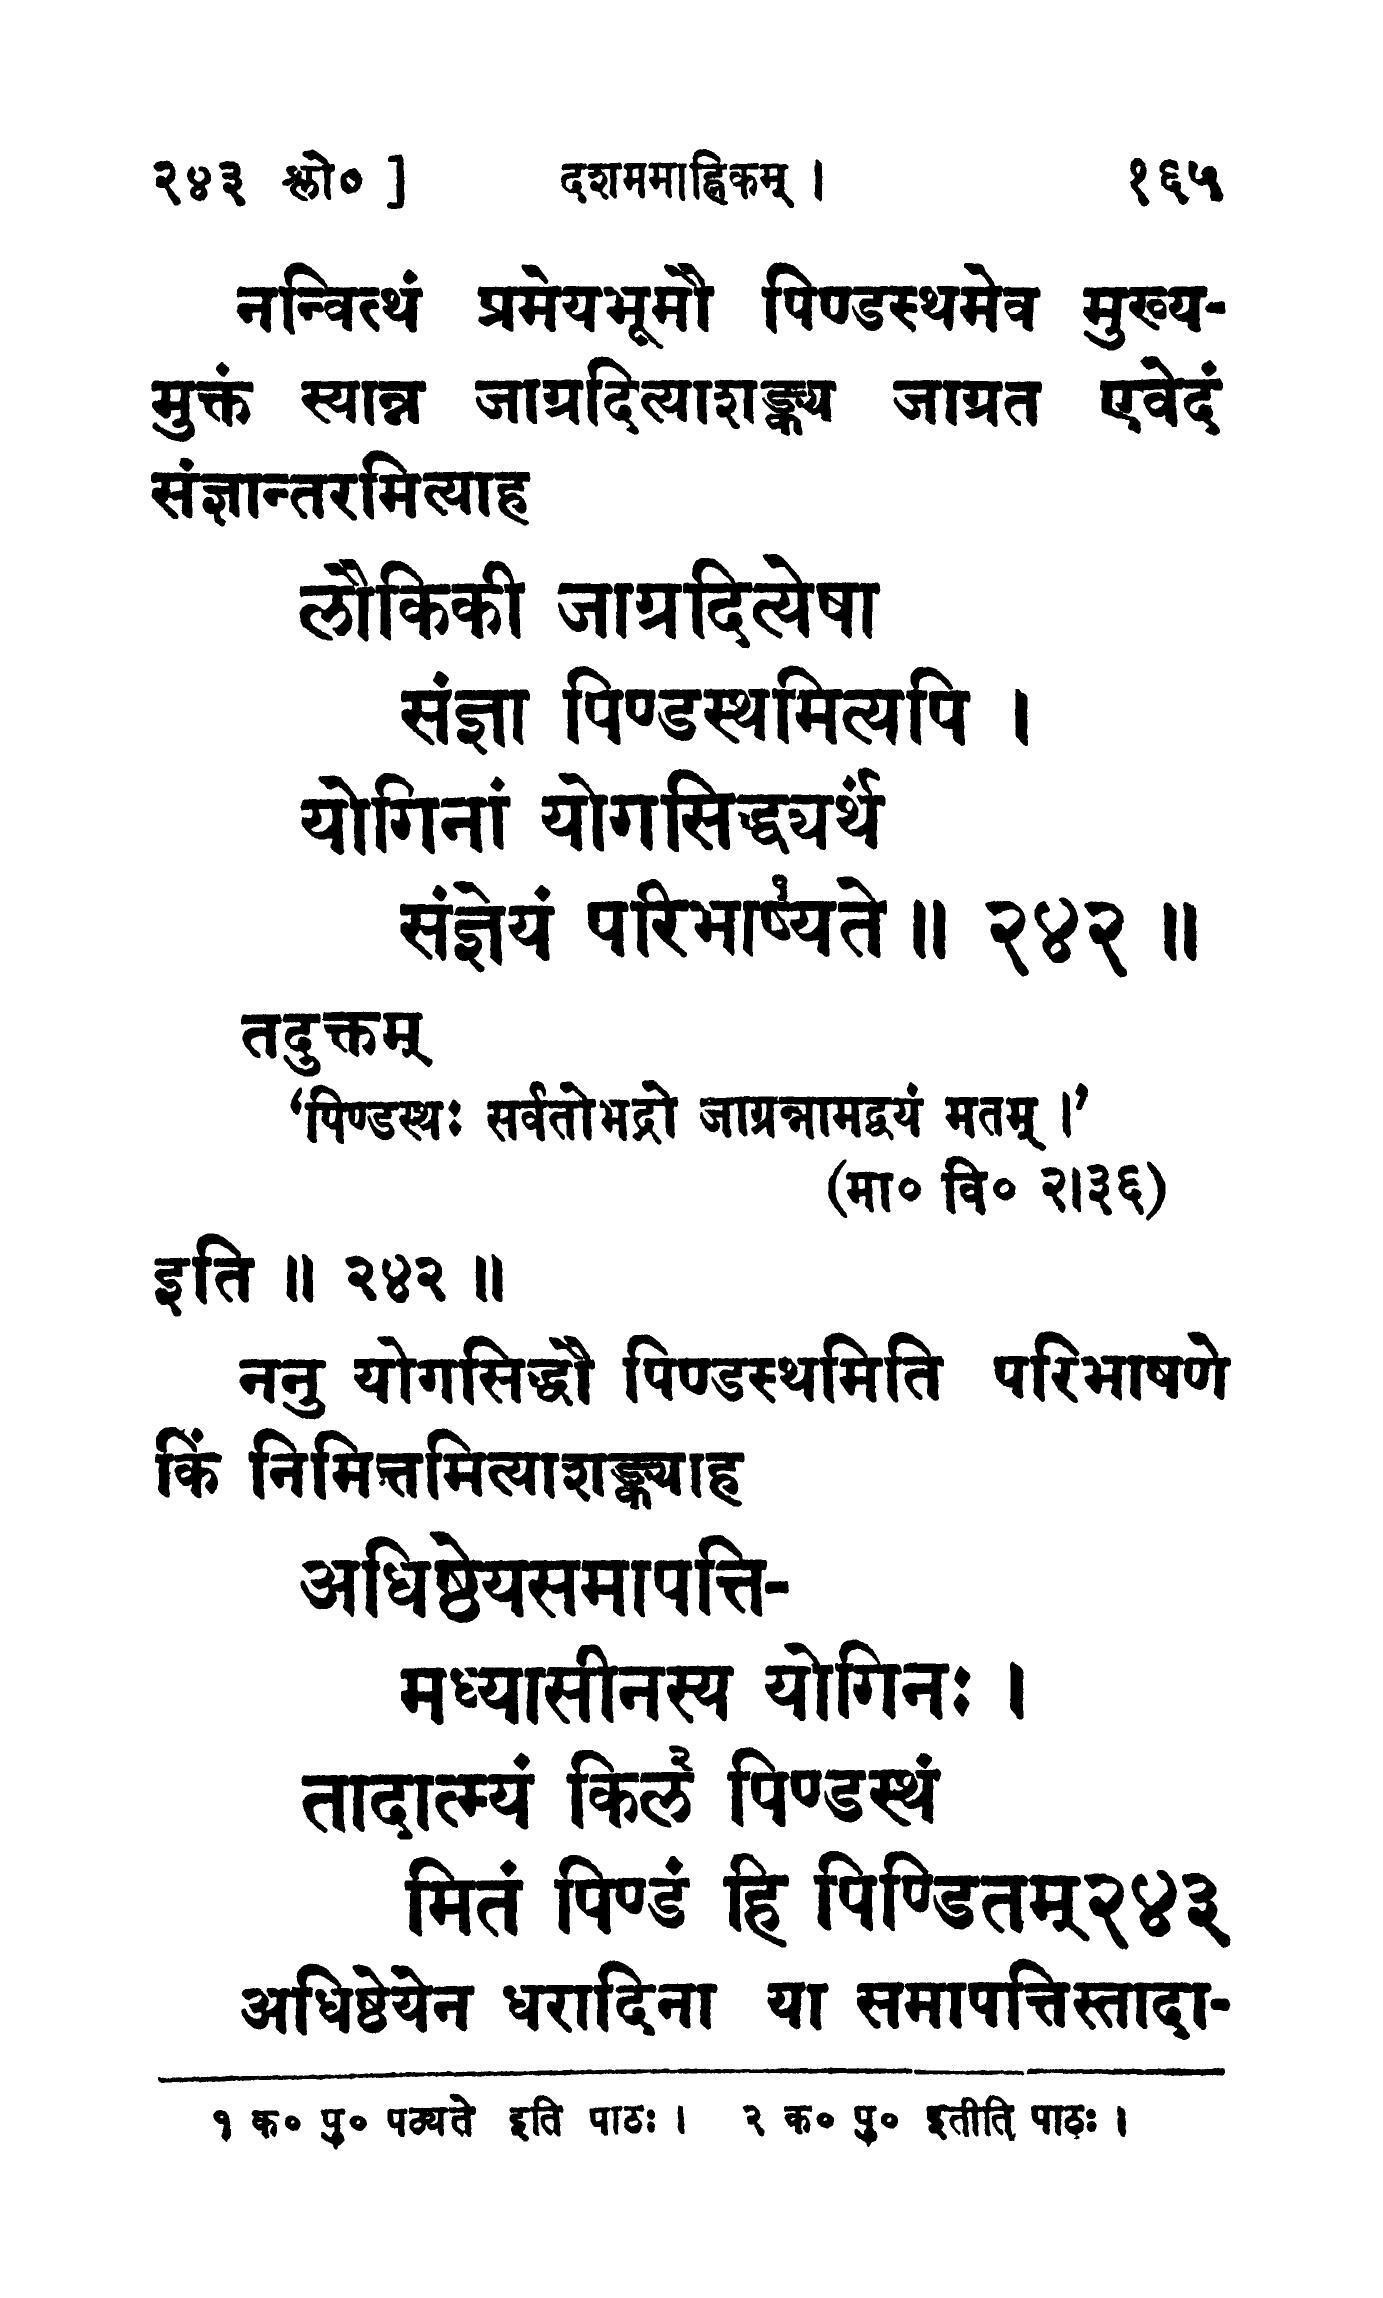 २४३ श्लो० ] दशममाह्निकम् । १६५
नन्वित्थं प्रमेयभूमौ पिण्डस्थमेव मुख्य-
मुक्तं स्यान्न जाग्रदित्याशङ्क्य जाग्रत एवेदं
संज्ञान्तरमित्याह
लौकिकी जाग्रदित्येषा
संज्ञा पिण्डस्थमित्यपि ।
योगिनां योगसिद्ध्यर्थं
संज्ञेयं परिभाष्यते१ ॥ २४२ ॥
तदुक्तम्
‘पिण्डस्थः सर्वतोभद्रो जाग्रन्नामद्वयं मतम् ।’
(मा० वि० २।३६)
इति ॥ २४२ ॥
ननु योगसिद्धौ पिण्डस्थमिति परिभाषणे
किं निमित्तमित्याशङ्क्याह
अधिष्ठेयसमापत्ति-
मध्यासीनस्य योगिनः ।
तादात्म्यं किल२ पिण्डस्थं
मितं पिण्डं हि पिण्डितम्२४३
अधिष्ठेयेन धरादिना या समापत्तिस्तादा-
१ क० पु० पठ्यते इति पाठः । २ क० पु० इतीति पाठः ।